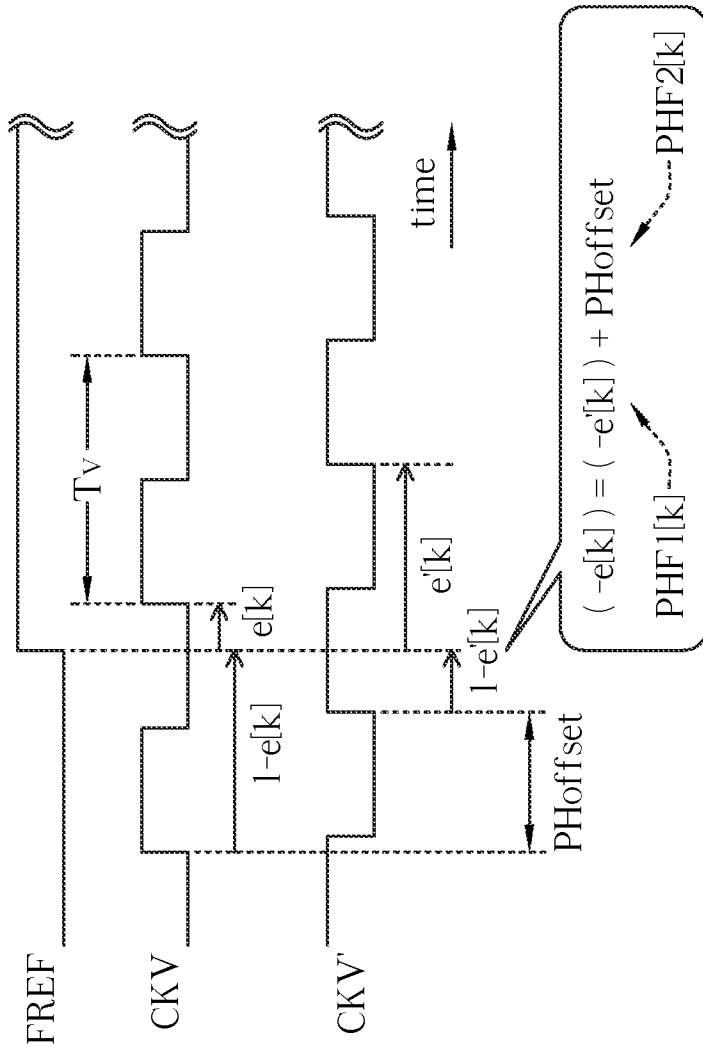 FREF
CKV
Tv
1-e[k]
e[k]
CKV'
e'[k]
1-e'[k]
time
PHoffset
(-e[k]) = (-e'[k]) + PHoffset
PHF1[k]
PHF2[k]